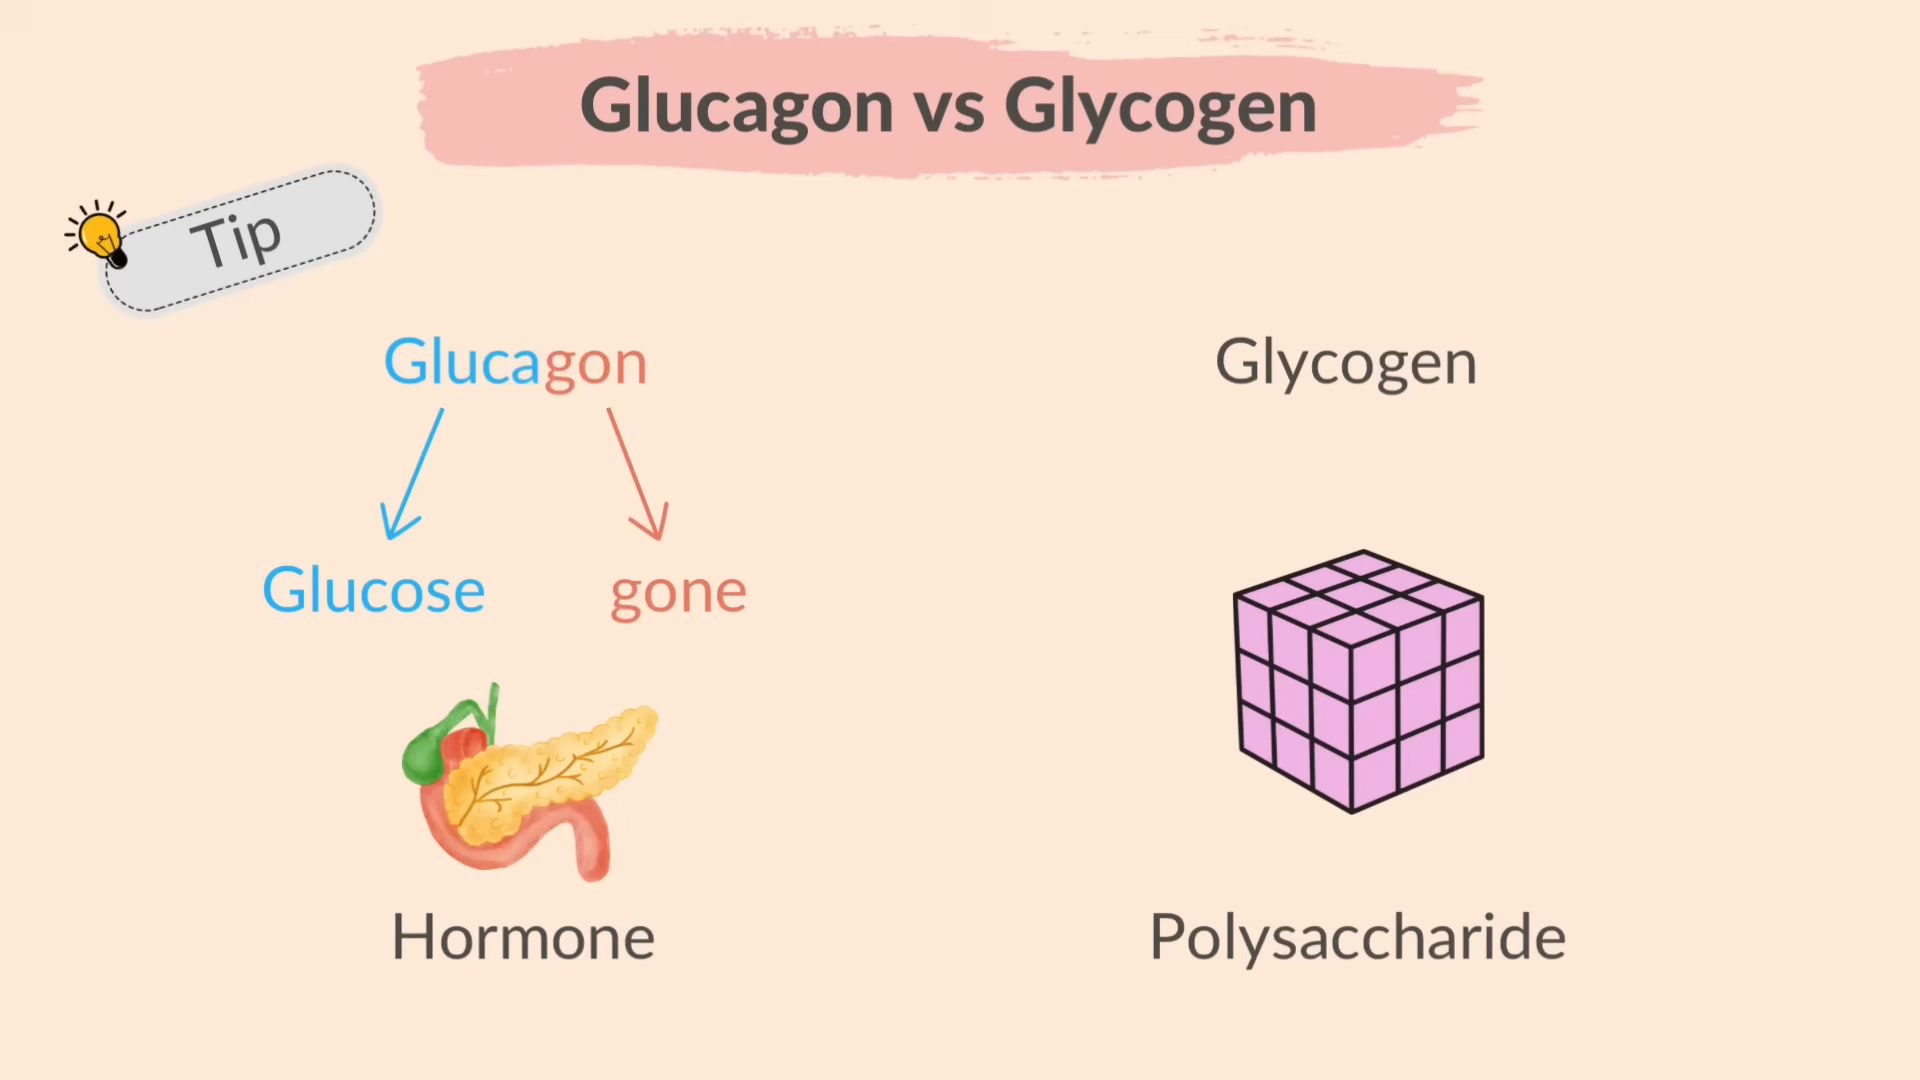 Glucagon vs Glycogen
Tip
Glucagon
Glycogen
Glucose
gone
Hormone
Polysaccharide